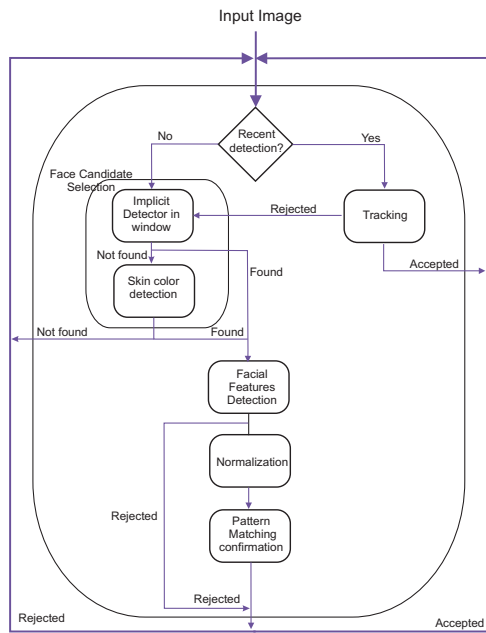 Input Image
Recent
detection?
No
Yes
Face Candidate
Selection
Implicit
Detector in
window
Rejected
Tracking
Not found
Found
Accepted
Skin color
detection
Not found
Found
Facial
Features
Detection
Normalization
Rejected
Pattern
Matching
confirmation
Rejected
Rejected
Accepted